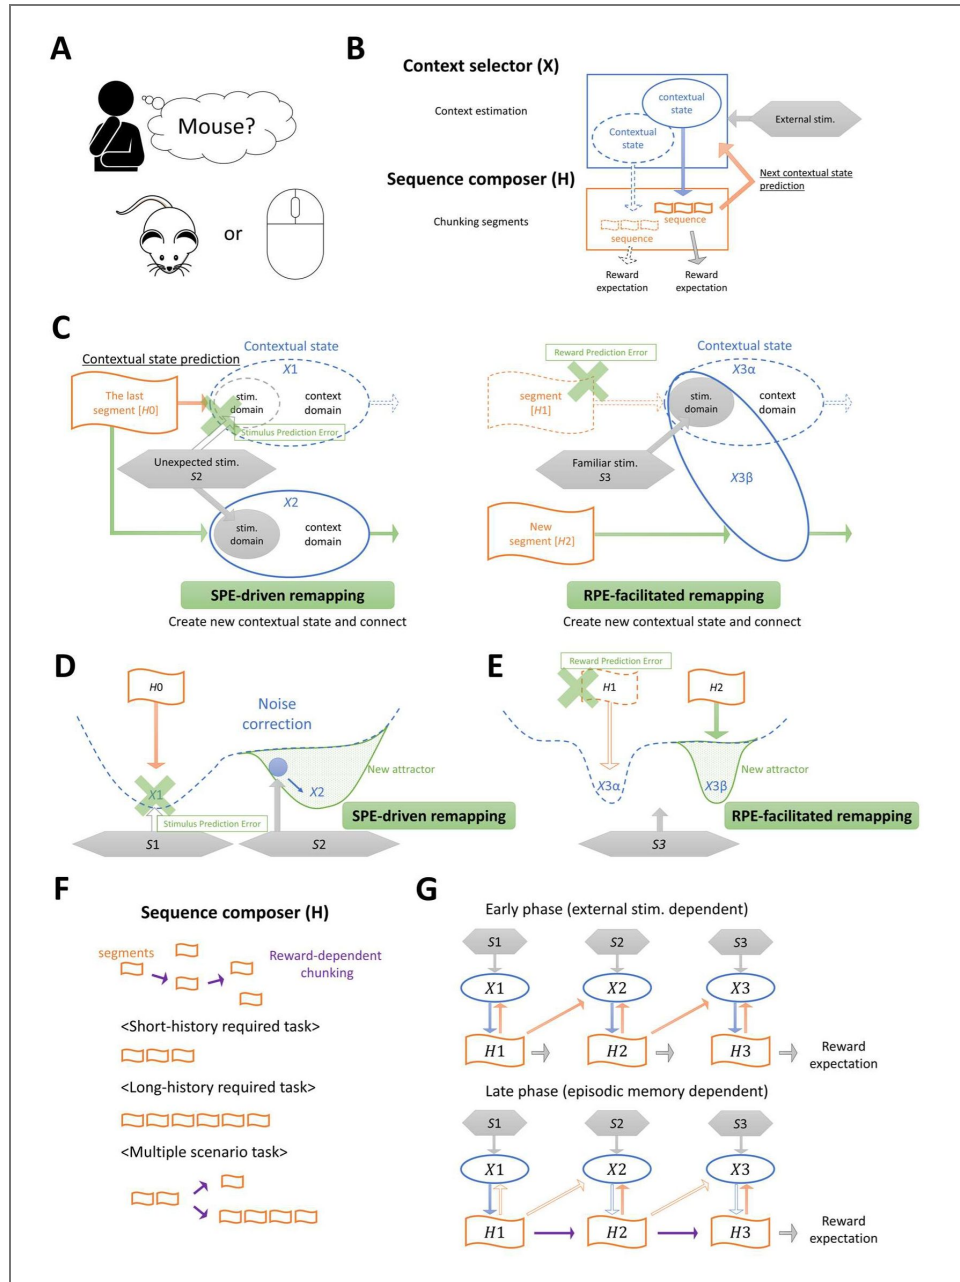 A
Mouse?
or
B
Context selector (X)
Context estimation
contextual
state
Contextual
state
External stim.
Next contextual state
prediction
Sequence composer (H)
Chunking segments
sequence
sequence
Reward
expectation
Reward
expectation
C
Contextual state prediction
Contextual state
X1
The last
segment [H0]
stim.
domain
context
domain
Stimulus Prediction Error
Unexpected stim.
S2
X2
stim.
domain
context
domain
SPE-driven remapping
Create new contextual state and connect
Reward Prediction Error
Contextual state
X3α
segment
[H1]
stim.
domain
context
domain
Familiar stim.
S3
X3β
New
segment [H2]
RPE-facilitated remapping
Create new contextual state and connect
D
H0
Noise
correction
X1
X2
New attractor
Stimulus Prediction Error
SPE-driven remapping
S1
S2
E
Reward Prediction Error
H1
H2
X3α
X3β
New attractor
RPE-facilitated remapping
S3
F
Sequence composer (H)
segments
Reward-dependent
chunking
<Short-history required task>
<Long-history required task>
<Multiple scenario task>
G
Early phase (external stim. dependent)
S1
S2
S3
X1
X2
X3
H1
H2
H3
Reward
expectation
Late phase (episodic memory dependent)
S1
S2
S3
X1
X2
X3
H1
H2
H3
Reward
expectation